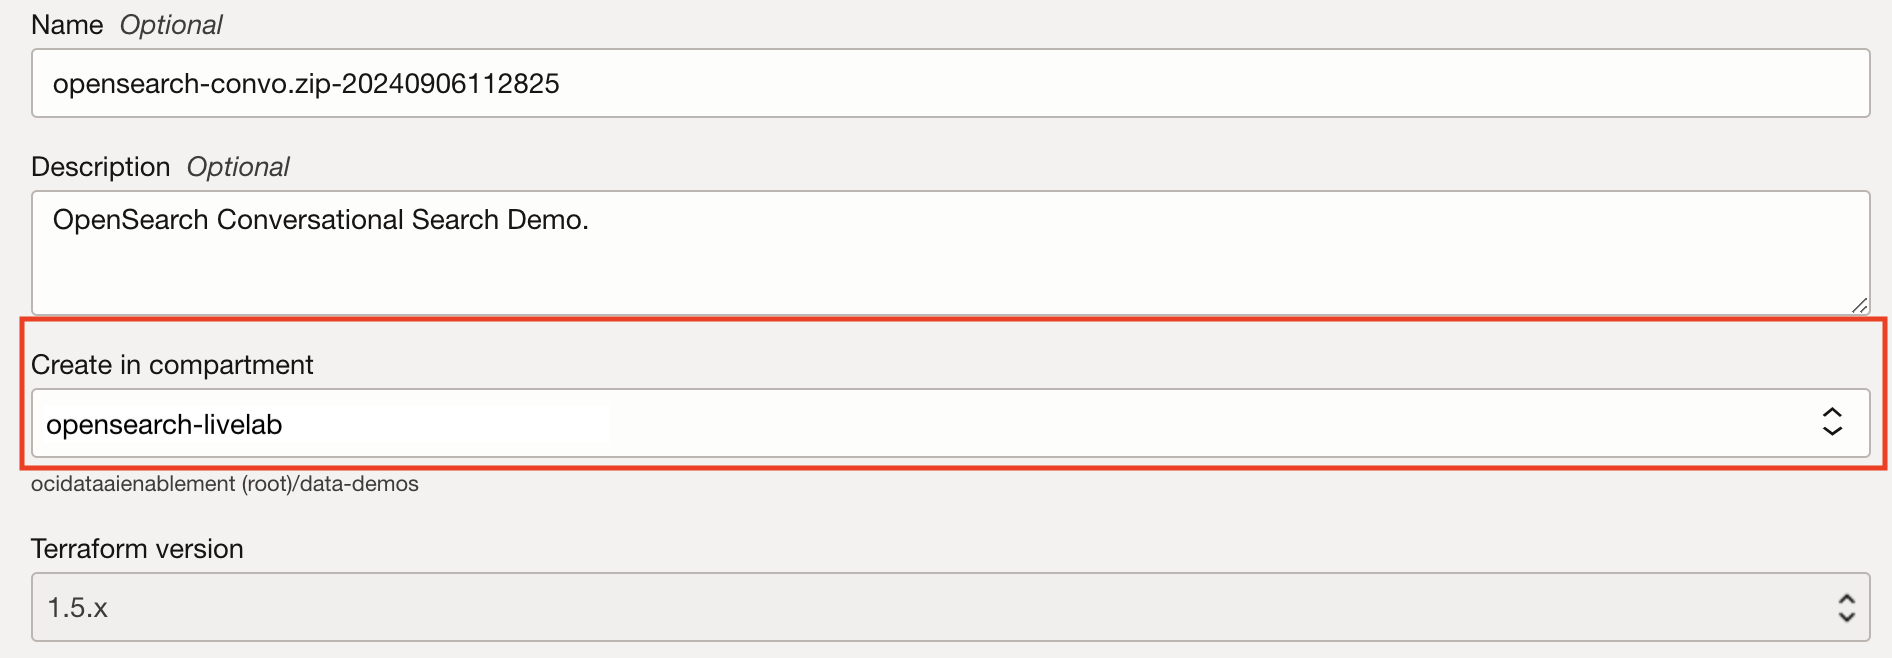 Name Optional
opensearch-convo.zip-20240906112825
Description Optional
OpenSearch Conversational Search Demo.
Create in compartment
opensearch-livelab
ocidataaienablement (root)/data-demos
Terraform version
1.5.x